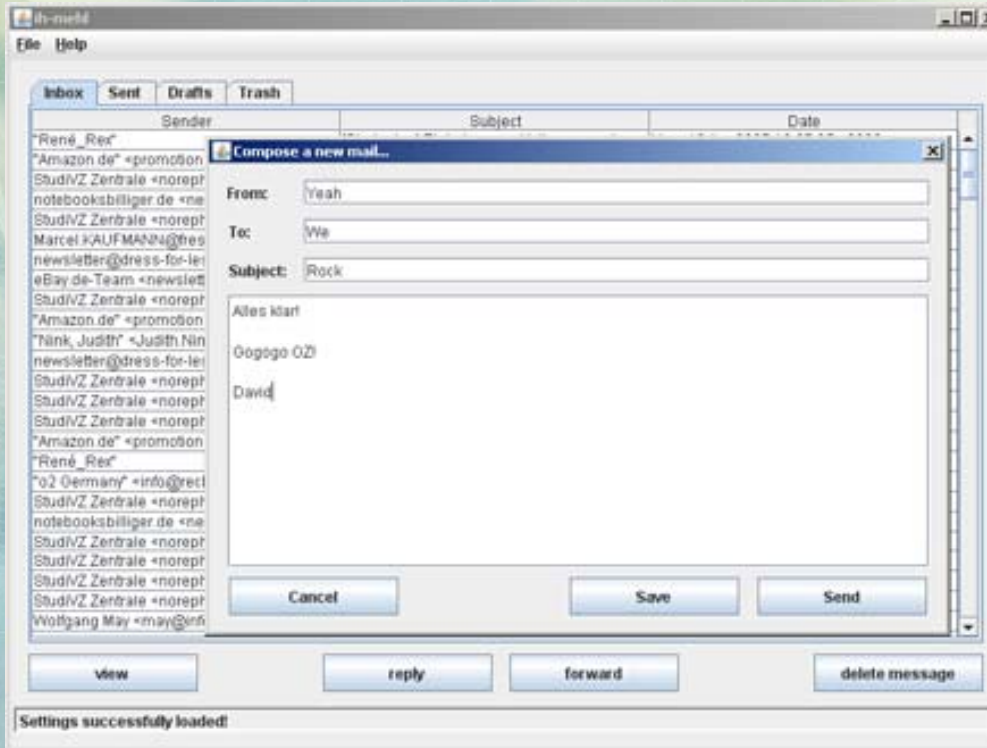 ih-mehl
File Help
Inbox Sent Drafts Trash
Sender Subject Date
"René_Rex"
"Amazon.de" <promotion
StudiVZ Zentrale <noreph
notebooksbilliger.de <ne
StudiVZ Zentrale <noreph
Marcel.KAUFMANN@fres
newsletter@dress-for-les
eBay.de-Team <newslett
StudiVZ Zentrale <noreph
"Amazon.de" <promotion
"Nink, Judith" <Judith.Nin
newsletter@dress-for-les
StudiVZ Zentrale <noreph
StudiVZ Zentrale <noreph
StudiVZ Zentrale <noreph
"Amazon.de" <promotion
"René_Rex"
"o2 Germany" <info@rect
StudiVZ Zentrale <noreph
notebooksbilliger.de <ne
StudiVZ Zentrale <noreph
StudiVZ Zentrale <noreph
StudiVZ Zentrale <noreph
StudiVZ Zentrale <noreph
Wolfgang May <may@info
Compose a new mail...
From: Yeah
To: We
Subject: Rock
Alles klar!
Gogogo OZ!
David
Cancel Save Send
view reply forward delete message
Settings successfully loaded!